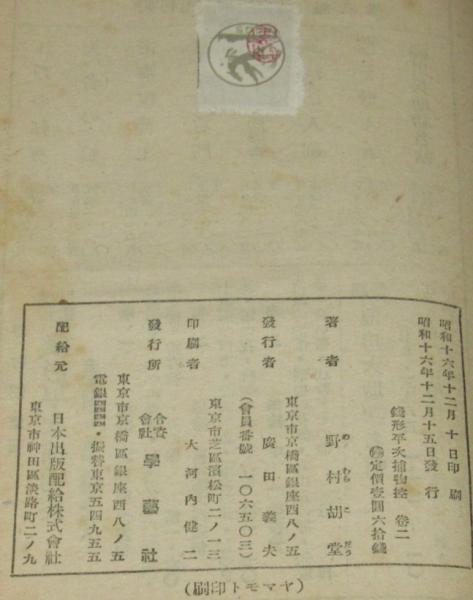 昭和十六年十二月 十 日印刷
昭和十六年十二月十五日發行
錢形平次捕物控 卷二
定價壹圓六拾錢
著者 野村胡堂
の むら こ だう
東京市京橋區銀座西八ノ五
發行者 廣田義夫
(會員番號 一〇六五〇三)
東京市芝區濱松町二ノ一三
印刷者 大河内健二
發行所 合資會社 學藝社
東京市京橋區銀座西八ノ五
振替東京五四九五五
配給元 日本出版配給株式會社
東京市神田區淡路町二ノ九
(ヤマモト印刷)